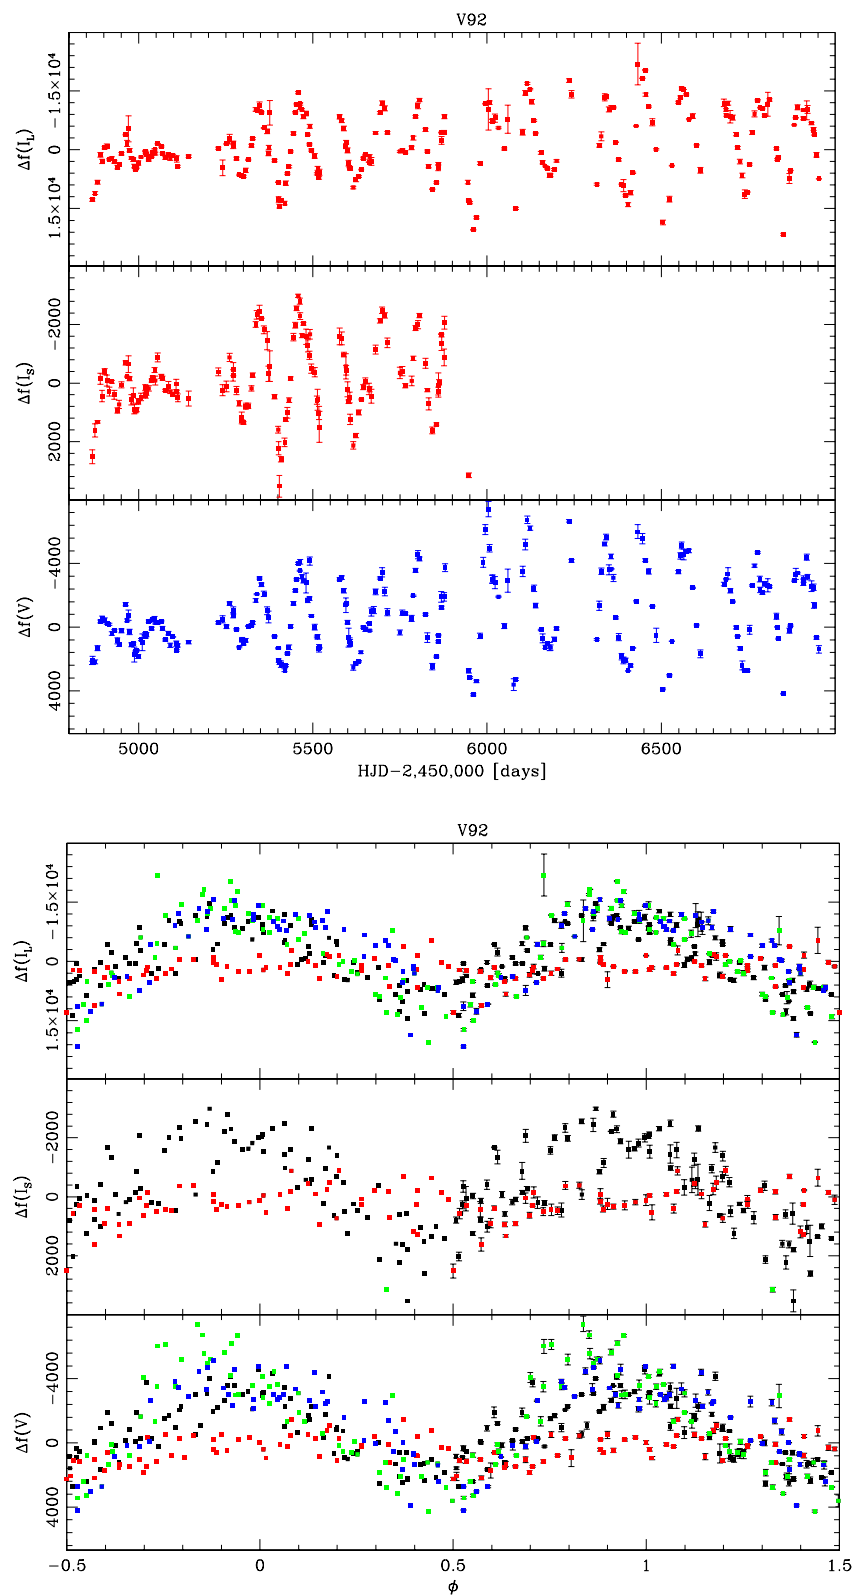 V92
−1.5×10⁴
0
1.5×10⁴
Δf(I_L)
−2000
0
2000
Δf(I_S)
−4000
0
4000
Δf(V)
5000 5500 6000 6500
HJD−2,450,000 [days]
V92
−1.5×10⁴
0
1.5×10⁴
Δf(I_L)
−2000
0
2000
Δf(I_S)
−4000
0
4000
Δf(V)
−0.5 0 0.5 1 1.5
ϕ